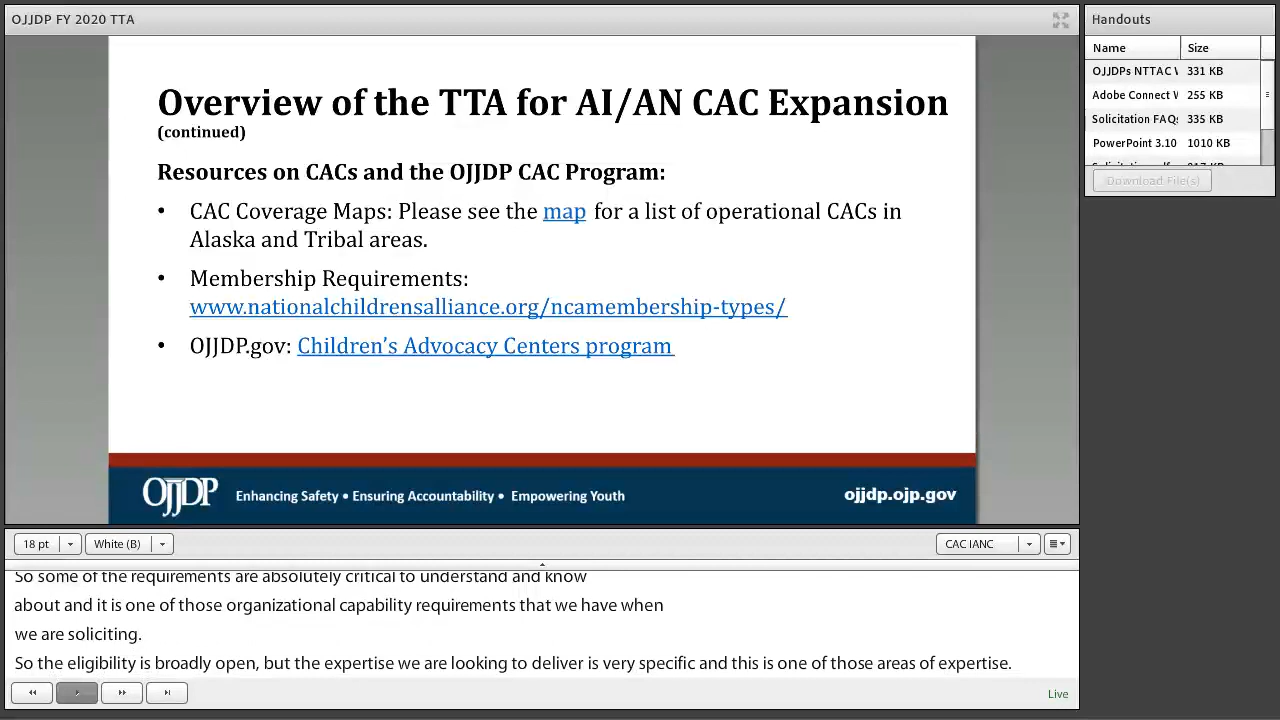 OJJDP FY 2020 TTA
Overview of the TTA for AI/AN CAC Expansion
(continued)
Resources on CACs and the OJJDP CAC Program:
• CAC Coverage Maps: Please see the map for a list of operational CACs in
Alaska and Tribal areas.
• Membership Requirements:
www.nationalchildrensalliance.org/ncamembership-types/
• OJJDP.gov: Children's Advocacy Centers program
OJJDP Enhancing Safety • Ensuring Accountability • Empowering Youth ojjdp.ojp.gov
Handouts
Name Size
OJJDPs NTTAC 331 KB
Adobe Connect 255 KB
Solicitation FAQs 335 KB
PowerPoint 3.10 1010 KB
Download File(s)
18 pt White (B) CAC IANC
So some of the requirements are absolutely critical to understand and know
about and it is one of those organizational capability requirements that we have when
we are soliciting.
So the eligibility is broadly open, but the expertise we are looking to deliver is very specific and this is one of those areas of expertise.
Live